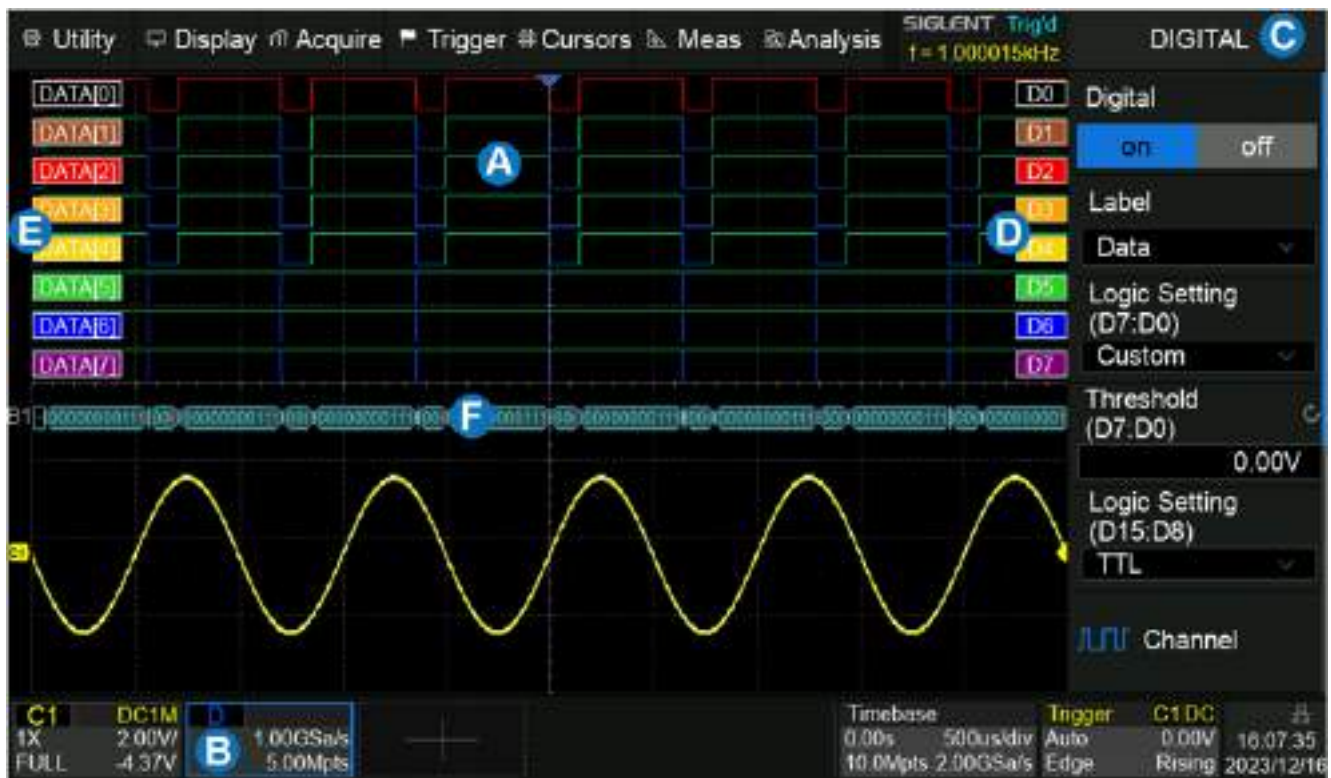 Utility Display Acquire Trigger Cursors Meas Analysis
SIGLENT Trig'd
f = 1.000015kHz
DIGITAL C
DATA[0] D0
DATA[1] D1
DATA[2] D2
DATA[3] D3
DATA[4] D4
DATA[5] D5
DATA[6] D6
DATA[7] D7
A
E
D
B1
F
C1
Digital
on off
Label
Data
Logic Setting
(D7:D0)
Custom
Threshold
(D7:D0)
0.00V
Logic Setting
(D15:D8)
TTL
Channel
C1 DC1M
1X 2.00V/
FULL -4.37V
D
B 1.00GSa/s
5.00Mpts
Timebase
0.00s 500us/div
10.0Mpts 2.00GSa/s
Trigger C1 DC
Auto 0.00V
Edge Rising
16:07:35
2023/12/16